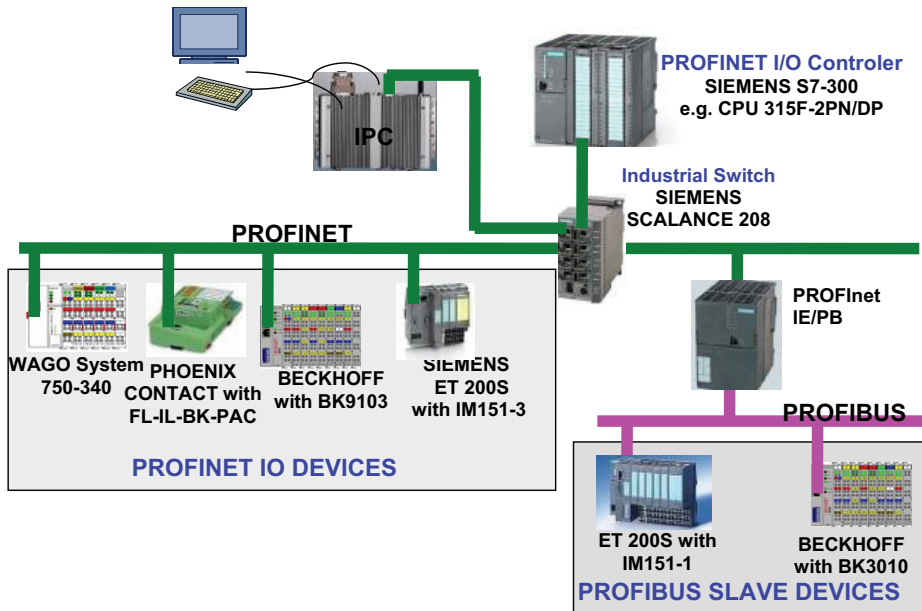 PROFINET I/O Controler
SIEMENS S7-300
e.g. CPU 315F-2PN/DP
IPC
Industrial Switch
SIEMENS
SCALANCE 208
PROFINET
PROFInet
IE/PB
WAGO System
750-340
PHOENIX
CONTACT with
FL-IL-BK-PAC
BECKHOFF
with BK9103
SIEMENS
ET 200S
with IM151-3
PROFINET IO DEVICES
PROFIBUS
ET 200S with
IM151-1
BECKHOFF
with BK3010
PROFIBUS SLAVE DEVICES